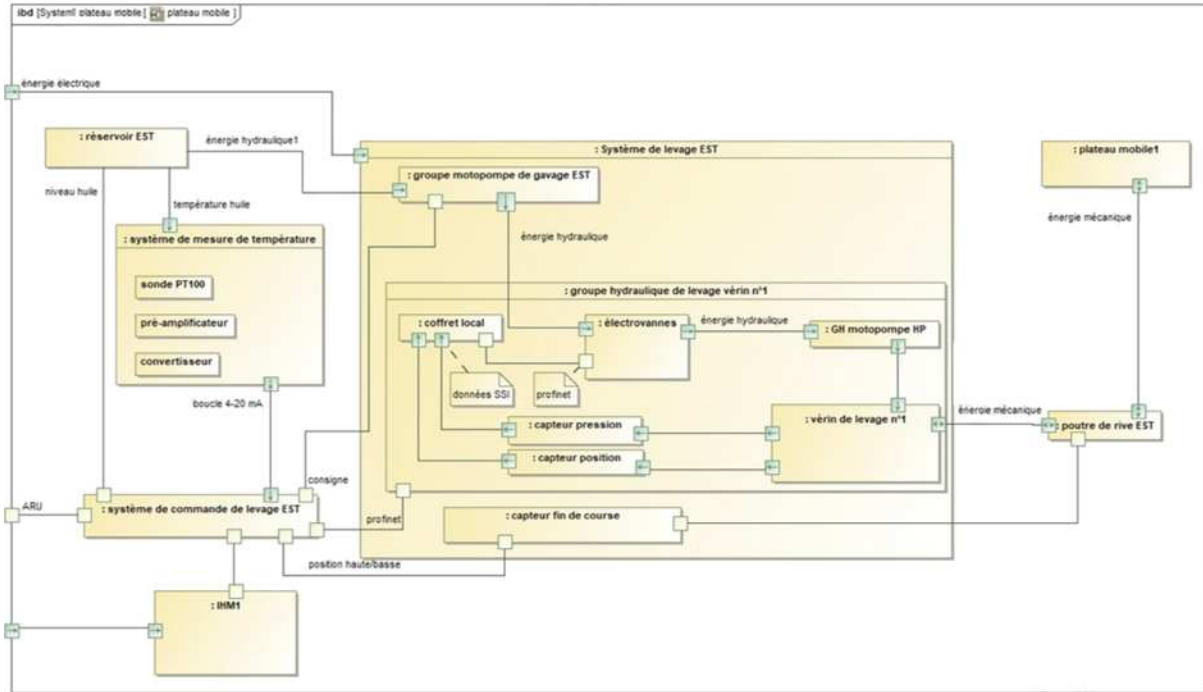 ibd [System] plateau mobile[ plateau mobile ]
énergie électrique
: réservoir EST
énergie hydraulique1
: Système de levage EST
: plateau mobile1
: groupe motopompe de gavage EST
niveau huile
température huile
énergie mécanique
: système de mesure de température
énergie hydraulique
sonde PT100
: groupe hydraulique de levage vérin n°1
pré-amplificateur
: coffret local
: électrovannes
énergie hydraulique
: GH motopompe HP
convertisseur
données SSI
profinet
boucle 4-20 mA
: capteur pression
: vérin de levage n°1
énergie mécanique
: poutre de rive EST
: capteur position
consigne
ARU
: système de commande de levage EST
profinet
: capteur fin de course
position haute/basse
: IHM1